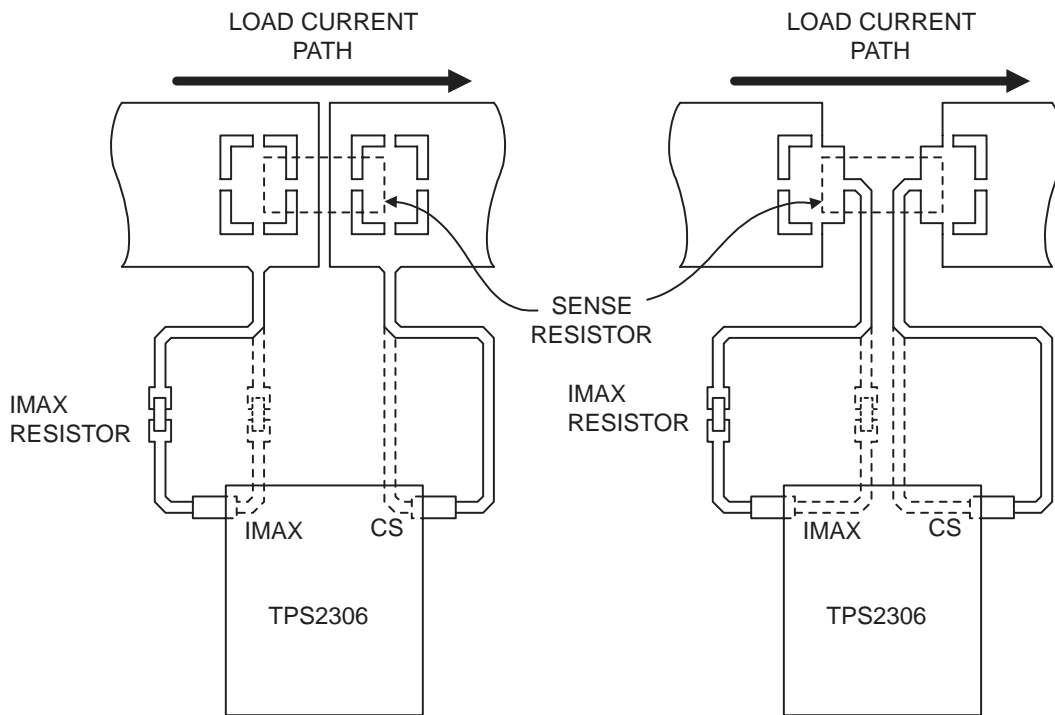 LOAD CURRENT
PATH
LOAD CURRENT
PATH
SENSE
RESISTOR
IMAX
RESISTOR
IMAX
RESISTOR
IMAX
CS
IMAX
CS
TPS2306
TPS2306